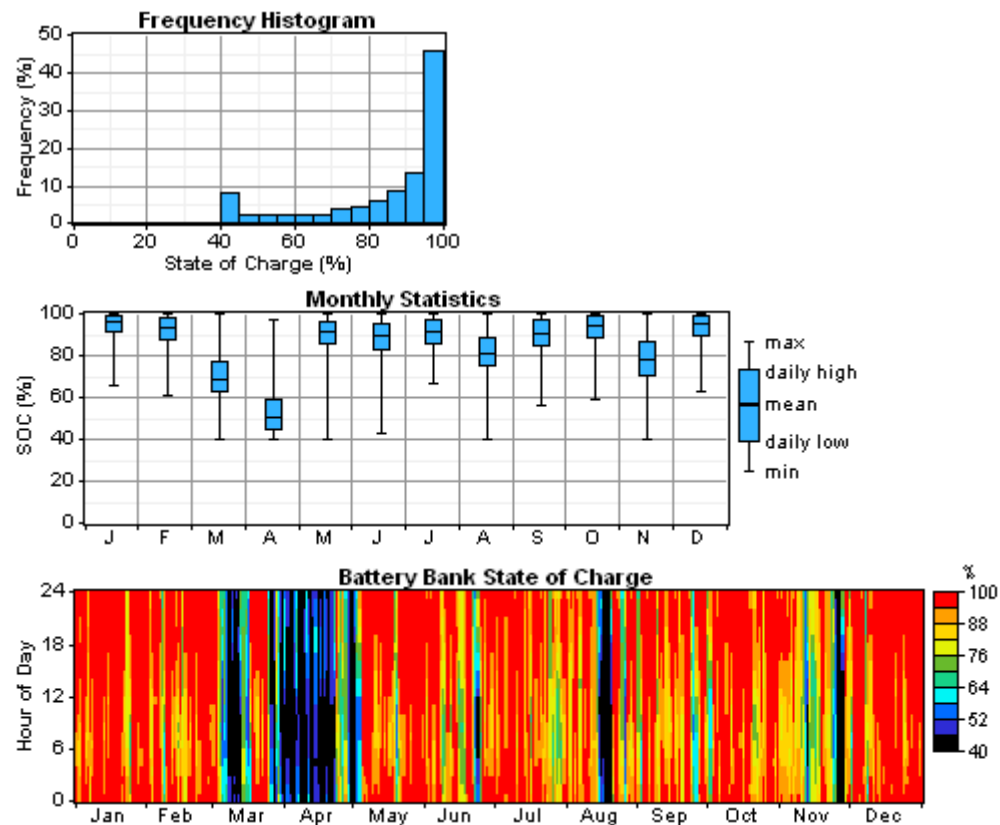 Frequency Histogram
50
40
30
20
10
0
Frequency (%)
0 20 40 60 80 100
State of Charge (%)
Monthly Statistics
100
80
60
40
20
0
SOC (%)
J F M A M J J A S O N D
max
daily high
mean
daily low
min
Battery Bank State of Charge
24
18
12
6
0
Hour of Day
Jan Feb Mar Apr May Jun Jul Aug Sep Oct Nov Dec
%
100
88
76
64
52
40